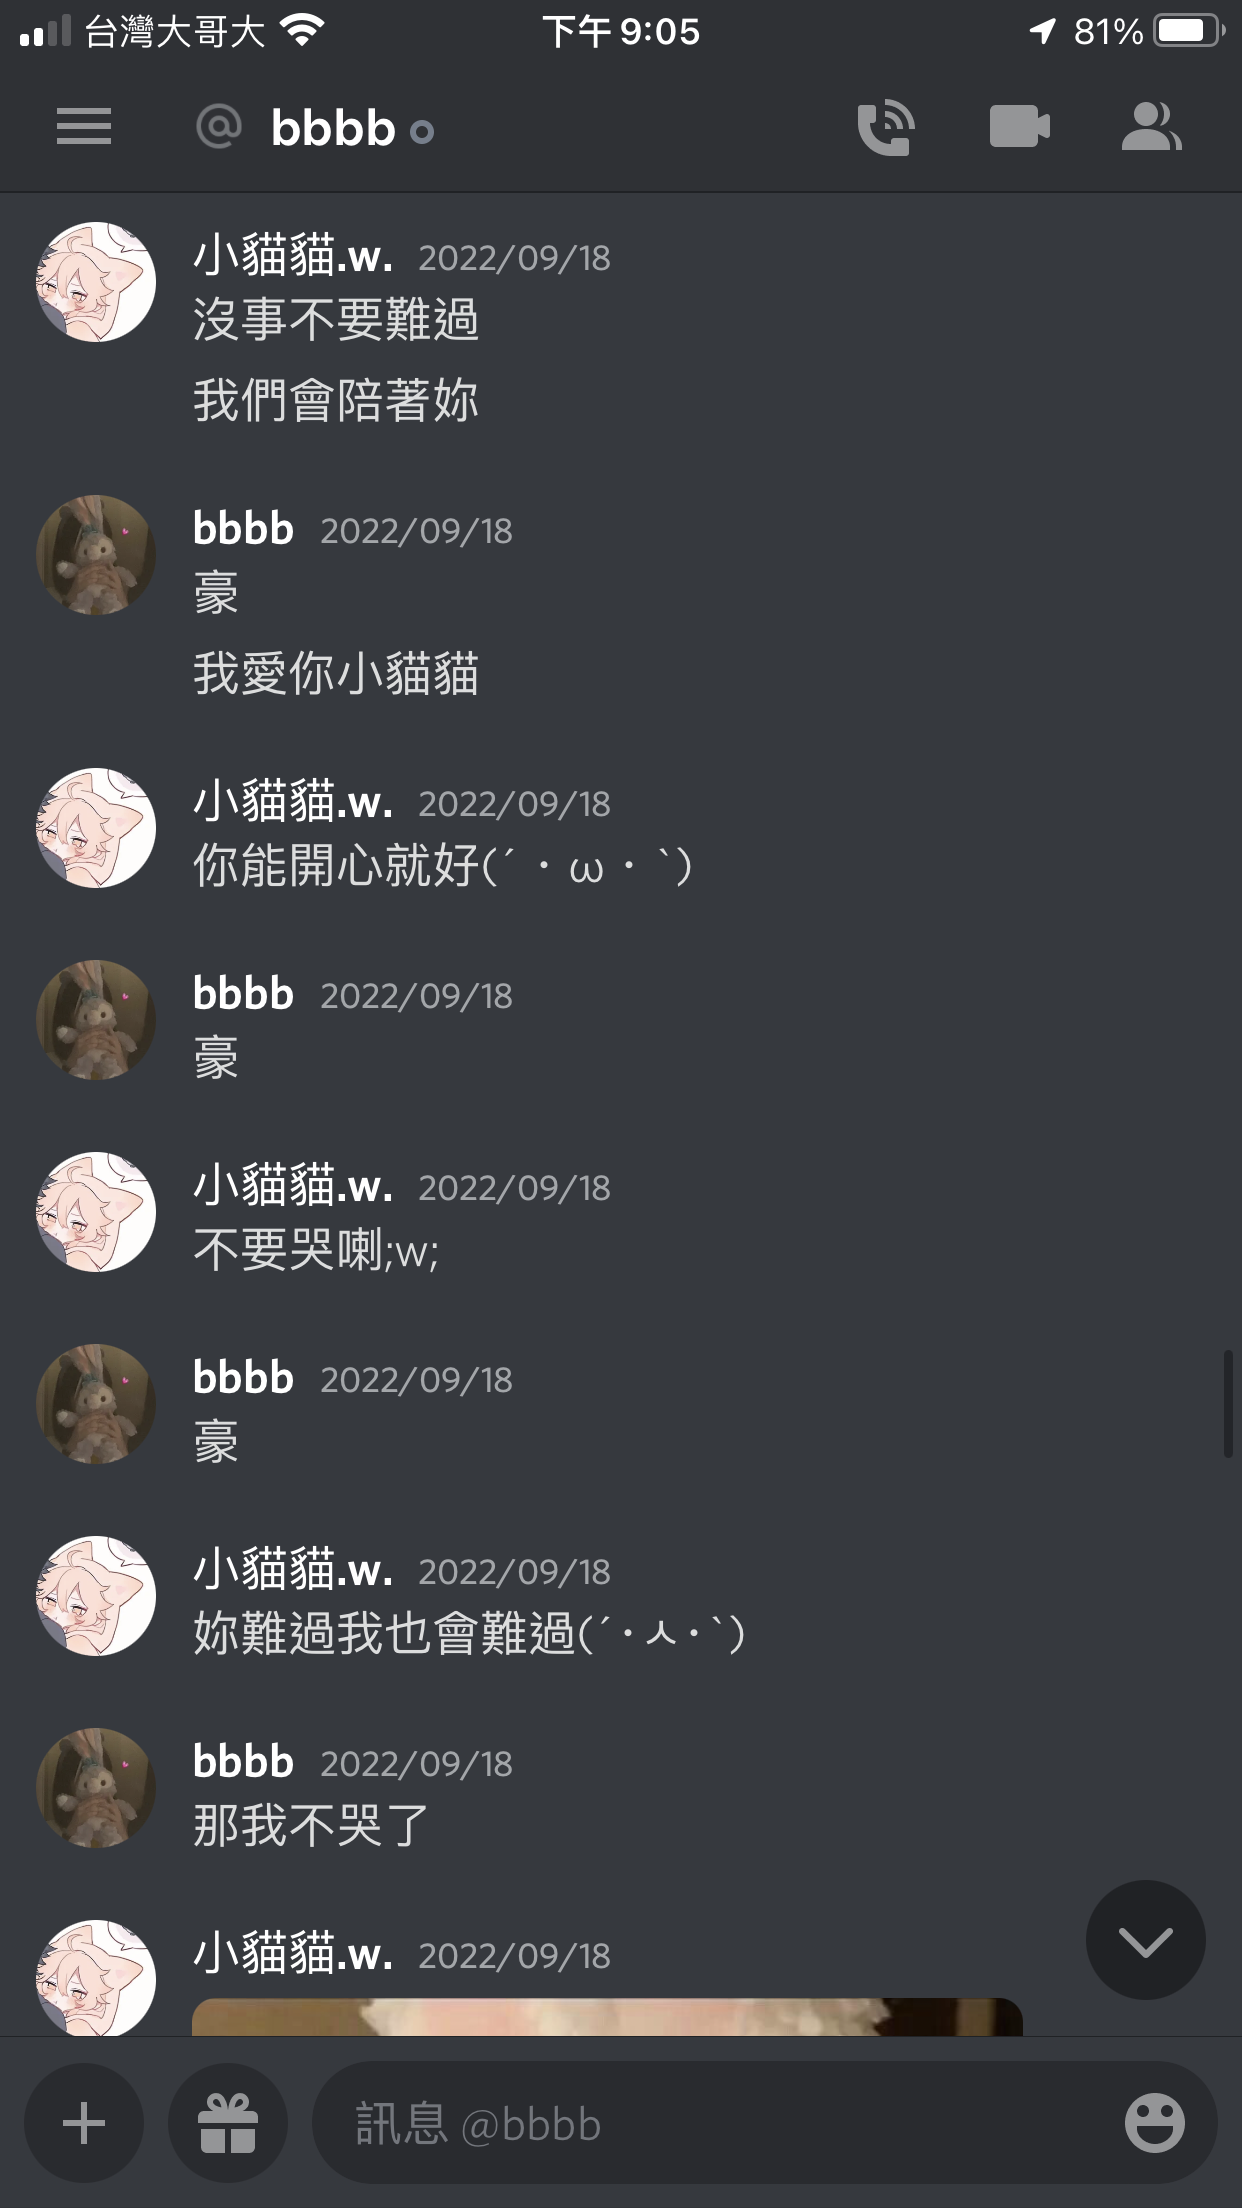 台灣大哥大 下午 9:05 81%
@ bbbb
小貓貓.w. 2022/09/18
沒事不要難過
我們會陪著妳
bbbb 2022/09/18
豪
我愛你小貓貓
小貓貓.w. 2022/09/18
你能開心就好(´・ω・`)
bbbb 2022/09/18
豪
小貓貓.w. 2022/09/18
不要哭喇;w;
bbbb 2022/09/18
豪
小貓貓.w. 2022/09/18
妳難過我也會難過(´･ㅅ･`)
bbbb 2022/09/18
那我不哭了
小貓貓.w. 2022/09/18
訊息 @bbbb